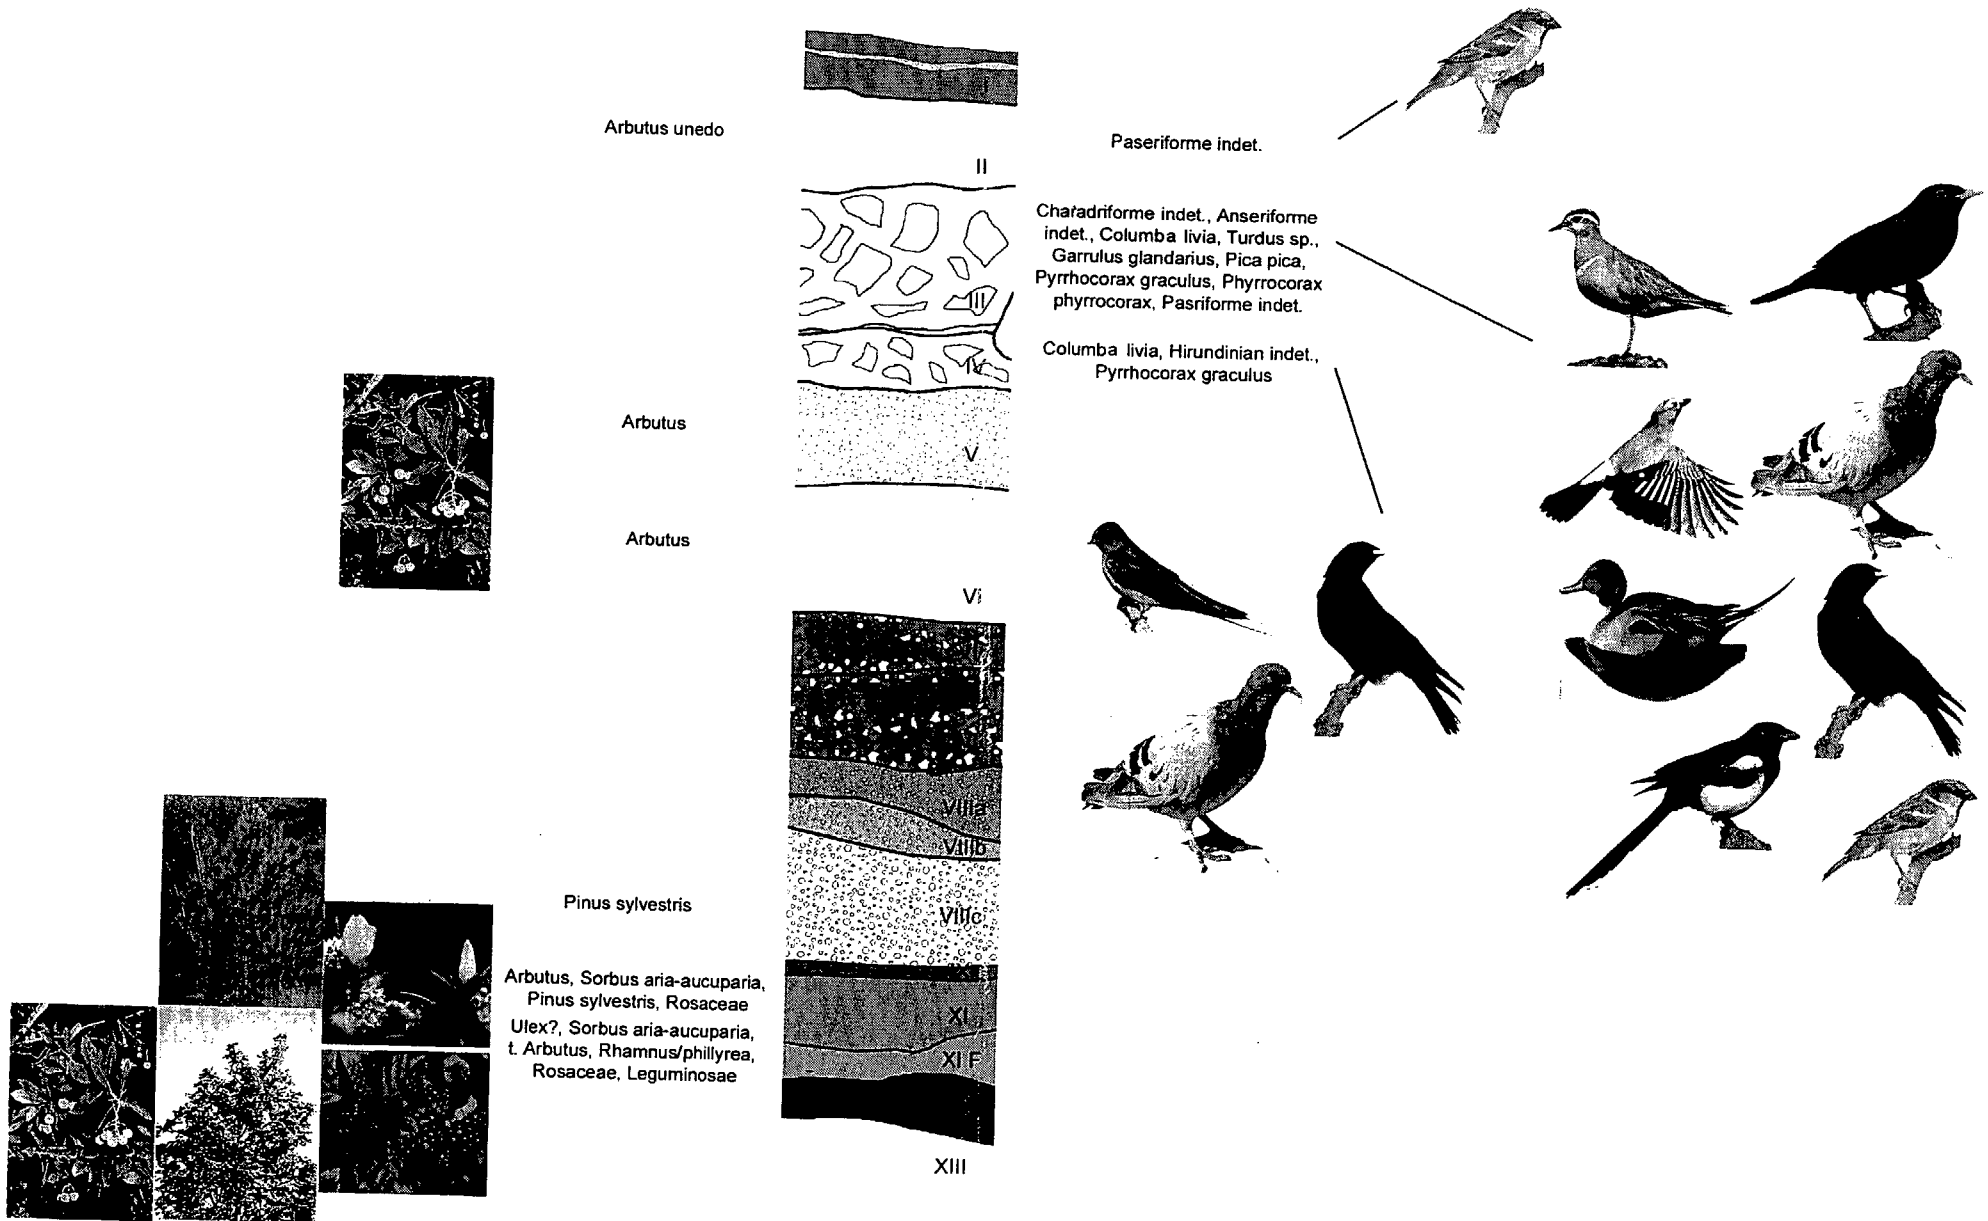 Arbutus unedo
Paseriforme indet.
II
Charadriforme indet., Anseriforme
indet., Columba livia, Turdus sp.,
Garrulus glandarius, Pica pica,
Pyrrhocorax graculus, Phyrrocorax
phyrrocorax, Pasriforme indet.
III
Columba livia, Hirundinian indet.,
Pyrrhocorax graculus
IV
Arbutus
V
Arbutus
Vi
VIIIa
VIIIb
Pinus sylvestris
VIIIc
Arbutus, Sorbus aria-aucuparia,
Pinus sylvestris, Rosaceae
XI
Ulex?, Sorbus aria-aucuparia,
t. Arbutus, Rhamnus/phillyrea,
Rosaceae, Leguminosae
XI F
XIII